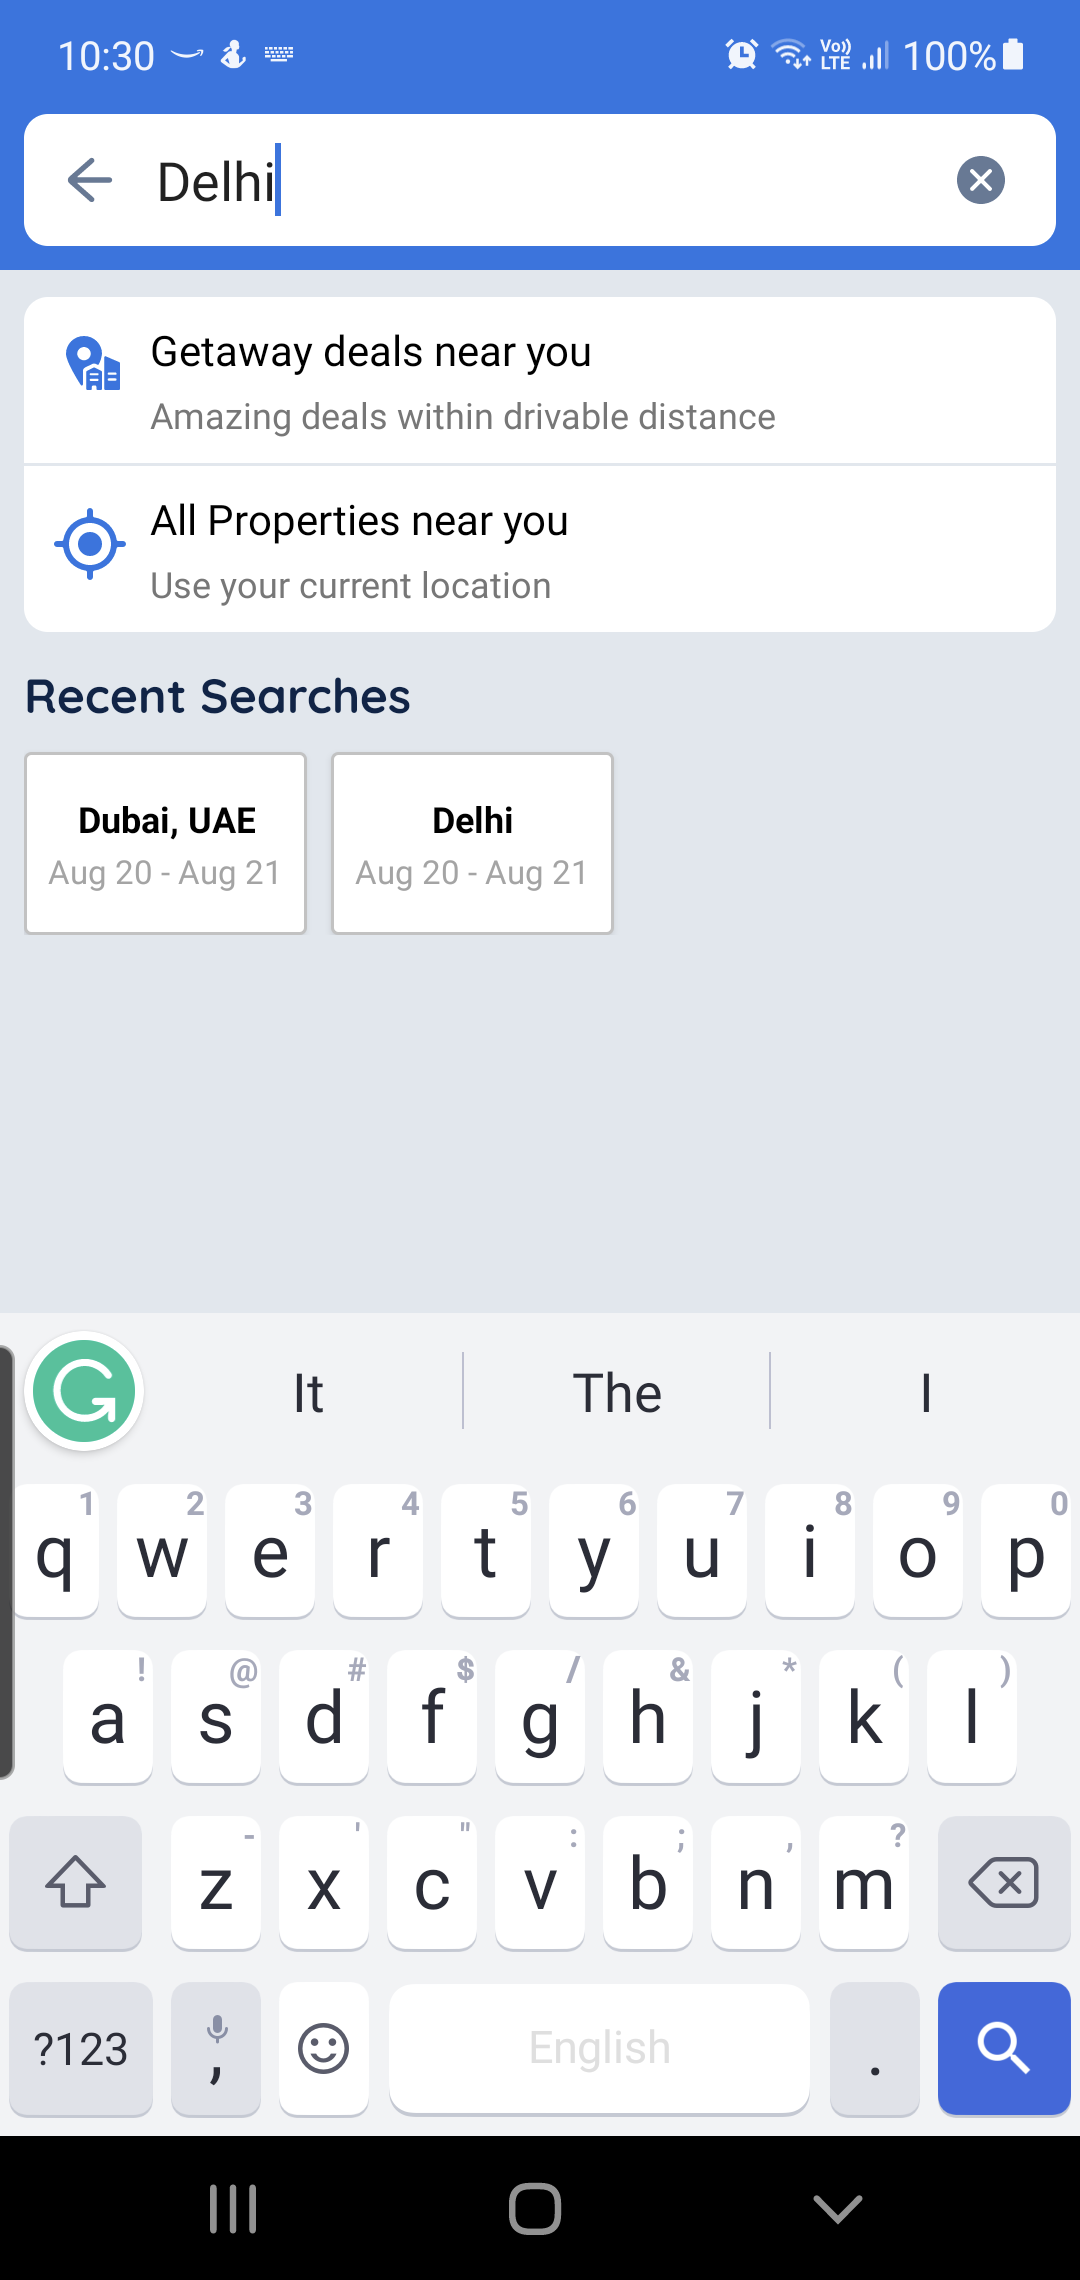 10:30 Vo)) LTE 100%
Delhi
Getaway deals near you
Amazing deals within drivable distance
All Properties near you
Use your current location
Recent Searches
Dubai, UAE
Aug 20 - Aug 21
Delhi
Aug 20 - Aug 21
It The I
1 2 3 4 5 6 7 8 9 0
q w e r t y u i o p
! @ # $ / & * ( )
a s d f g h j k l
- ' " : ; , ?
z x c v b n m
?123 , English .